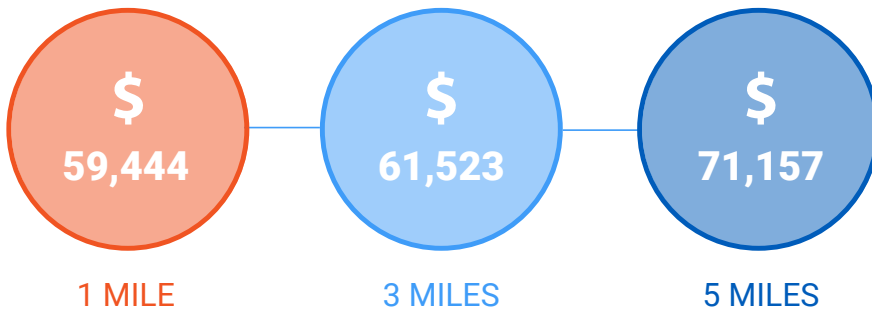 $
59,444
1 MILE
$
61,523
3 MILES
$
71,157
5 MILES